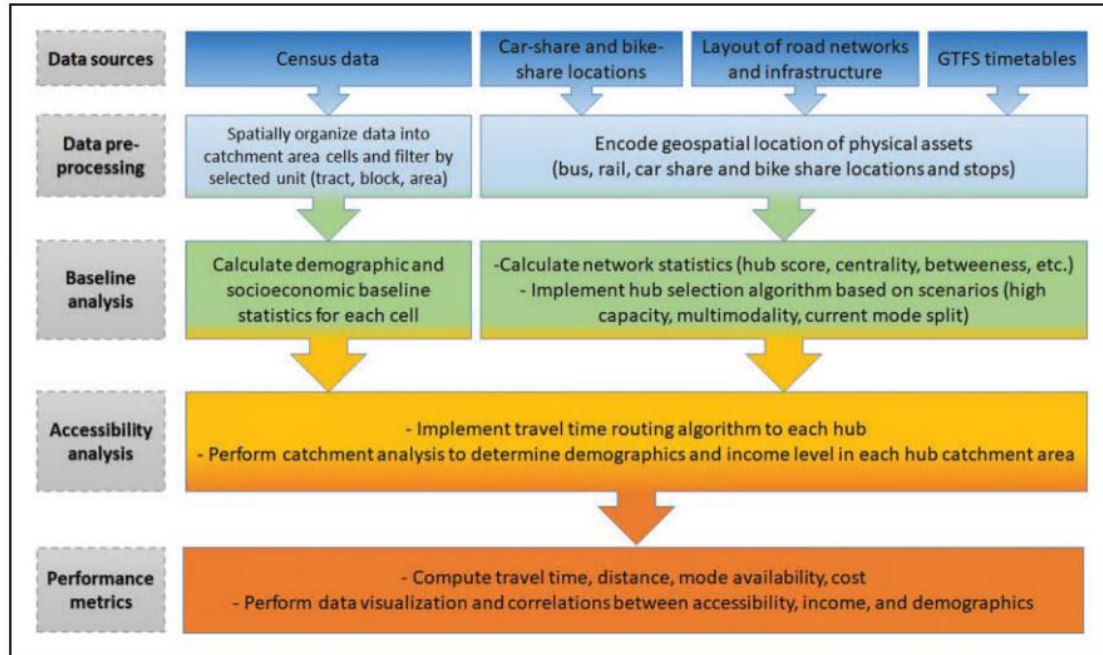 Data sources
Census data
Car-share and bike-
share locations
Layout of road networks
and infrastructure
GTFS timetables
Data pre-
processing
Spatially organize data into
catchment area cells and filter by
selected unit (tract, block, area)
Encode geospatial location of physical assets
(bus, rail, car share and bike share locations and stops)
Baseline
analysis
Calculate demographic and
socioeconomic baseline
statistics for each cell
-Calculate network statistics (hub score, centrality, betweeness, etc.)
- Implement hub selection algorithm based on scenarios (high
capacity, multimodality, current mode split)
Accessibility
analysis
- Implement travel time routing algorithm to each hub
- Perform catchment analysis to determine demographics and income level in each hub catchment area
Performance
metrics
- Compute travel time, distance, mode availability, cost
- Perform data visualization and correlations between accessibility, income, and demographics